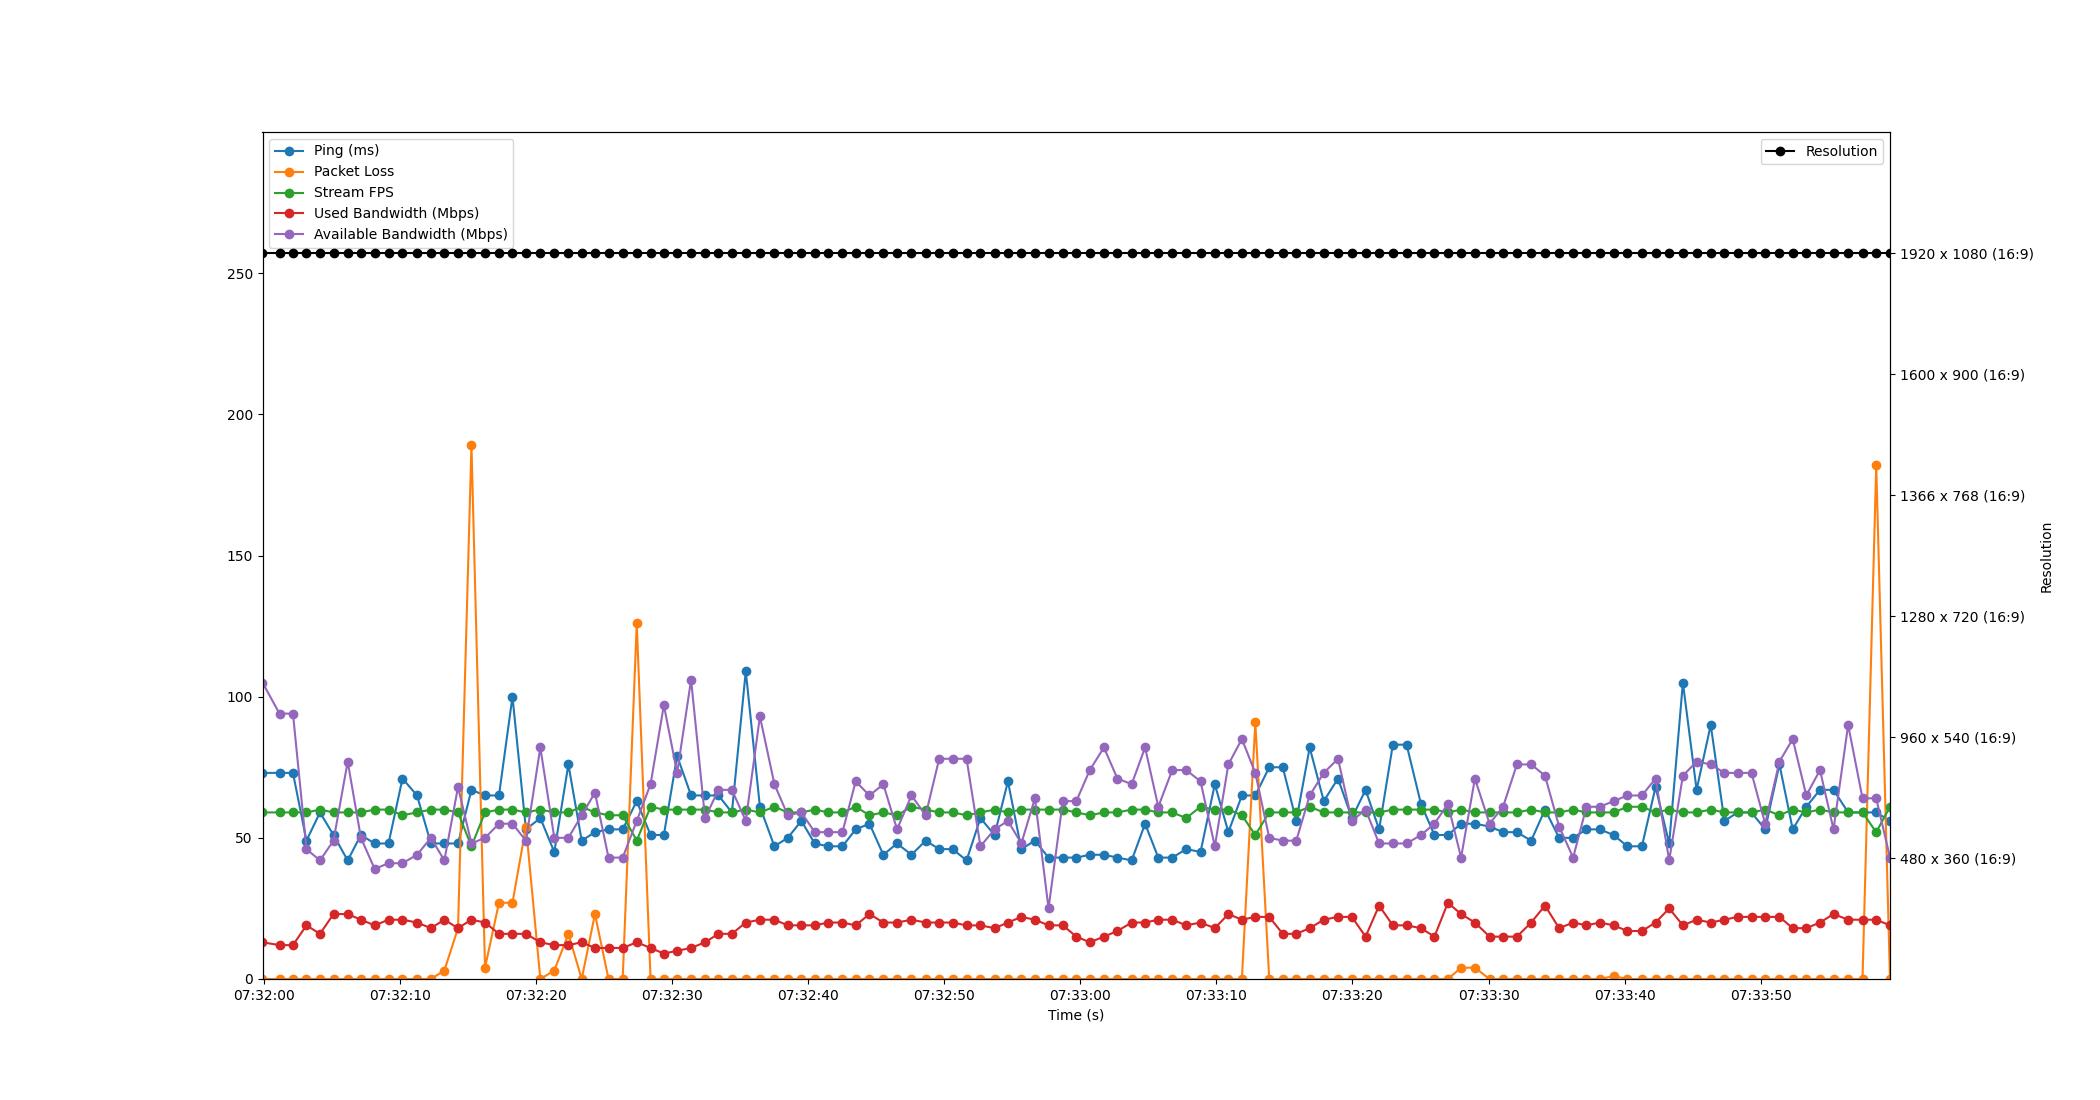 Ping (ms)
Packet Loss
Stream FPS
Used Bandwidth (Mbps)
Available Bandwidth (Mbps)
Resolution
250
200
150
100
50
0
1920 x 1080 (16:9)
1600 x 900 (16:9)
1366 x 768 (16:9)
1280 x 720 (16:9)
960 x 540 (16:9)
480 x 360 (16:9)
Resolution
07:32:00 07:32:10 07:32:20 07:32:30 07:32:40 07:32:50 07:33:00 07:33:10 07:33:20 07:33:30 07:33:40 07:33:50
Time (s)